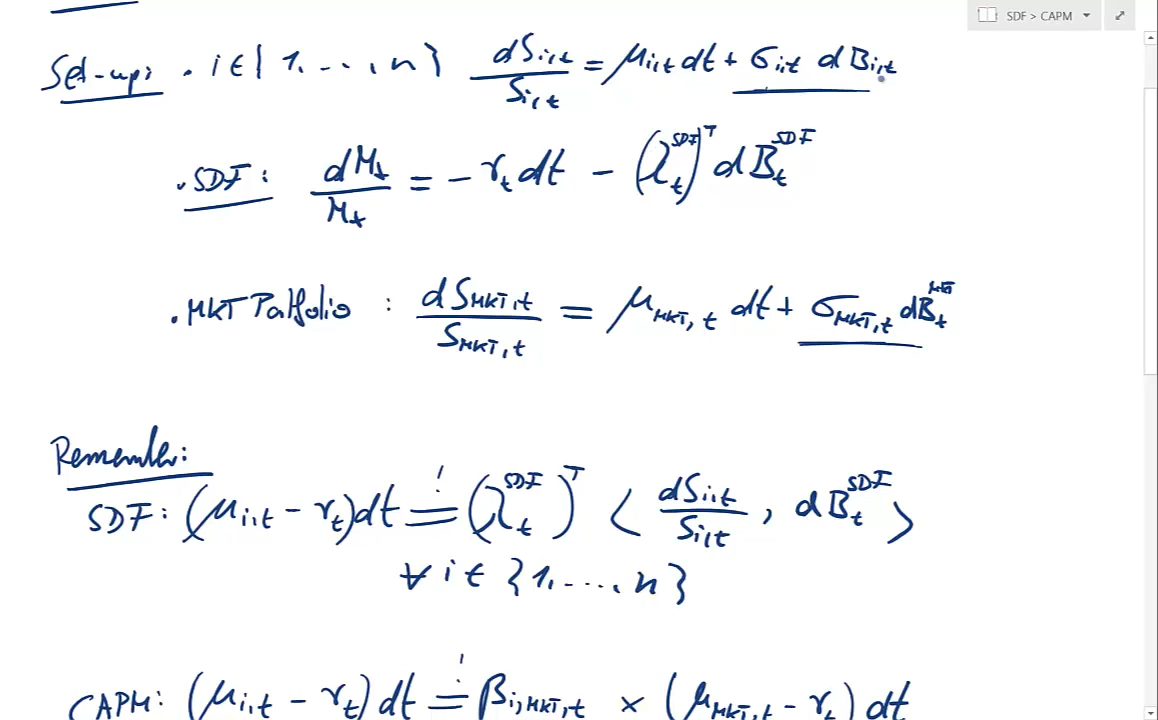 SDF > CAPM
Set-up: · i ∈ { 1, ..., n } dS_{i,t} / S_{i,t} = μ_{i,t} dt + σ_{i,t} dB_{i,t}
· SDF: dM_t / M_t = - r_t dt - (λ_t^{SDF})^T dB_t^{SDF}
· MKT Portfolio : dS_{MKT,t} / S_{MKT,t} = μ_{MKT,t} dt + σ_{MKT,t} dB_t^{MKT}
Remember:
SDF: (μ_{i,t} - r_t) dt =^! (λ_t^{SDF})^T ⟨ dS_{i,t} / S_{i,t} , dB_t^{SDF} ⟩
∀ i ∈ { 1, ..., n }
CAPM: (μ_{i,t} - r_t) dt =^! β_{i,MKT,t} × (μ_{MKT,t} - r_t) dt